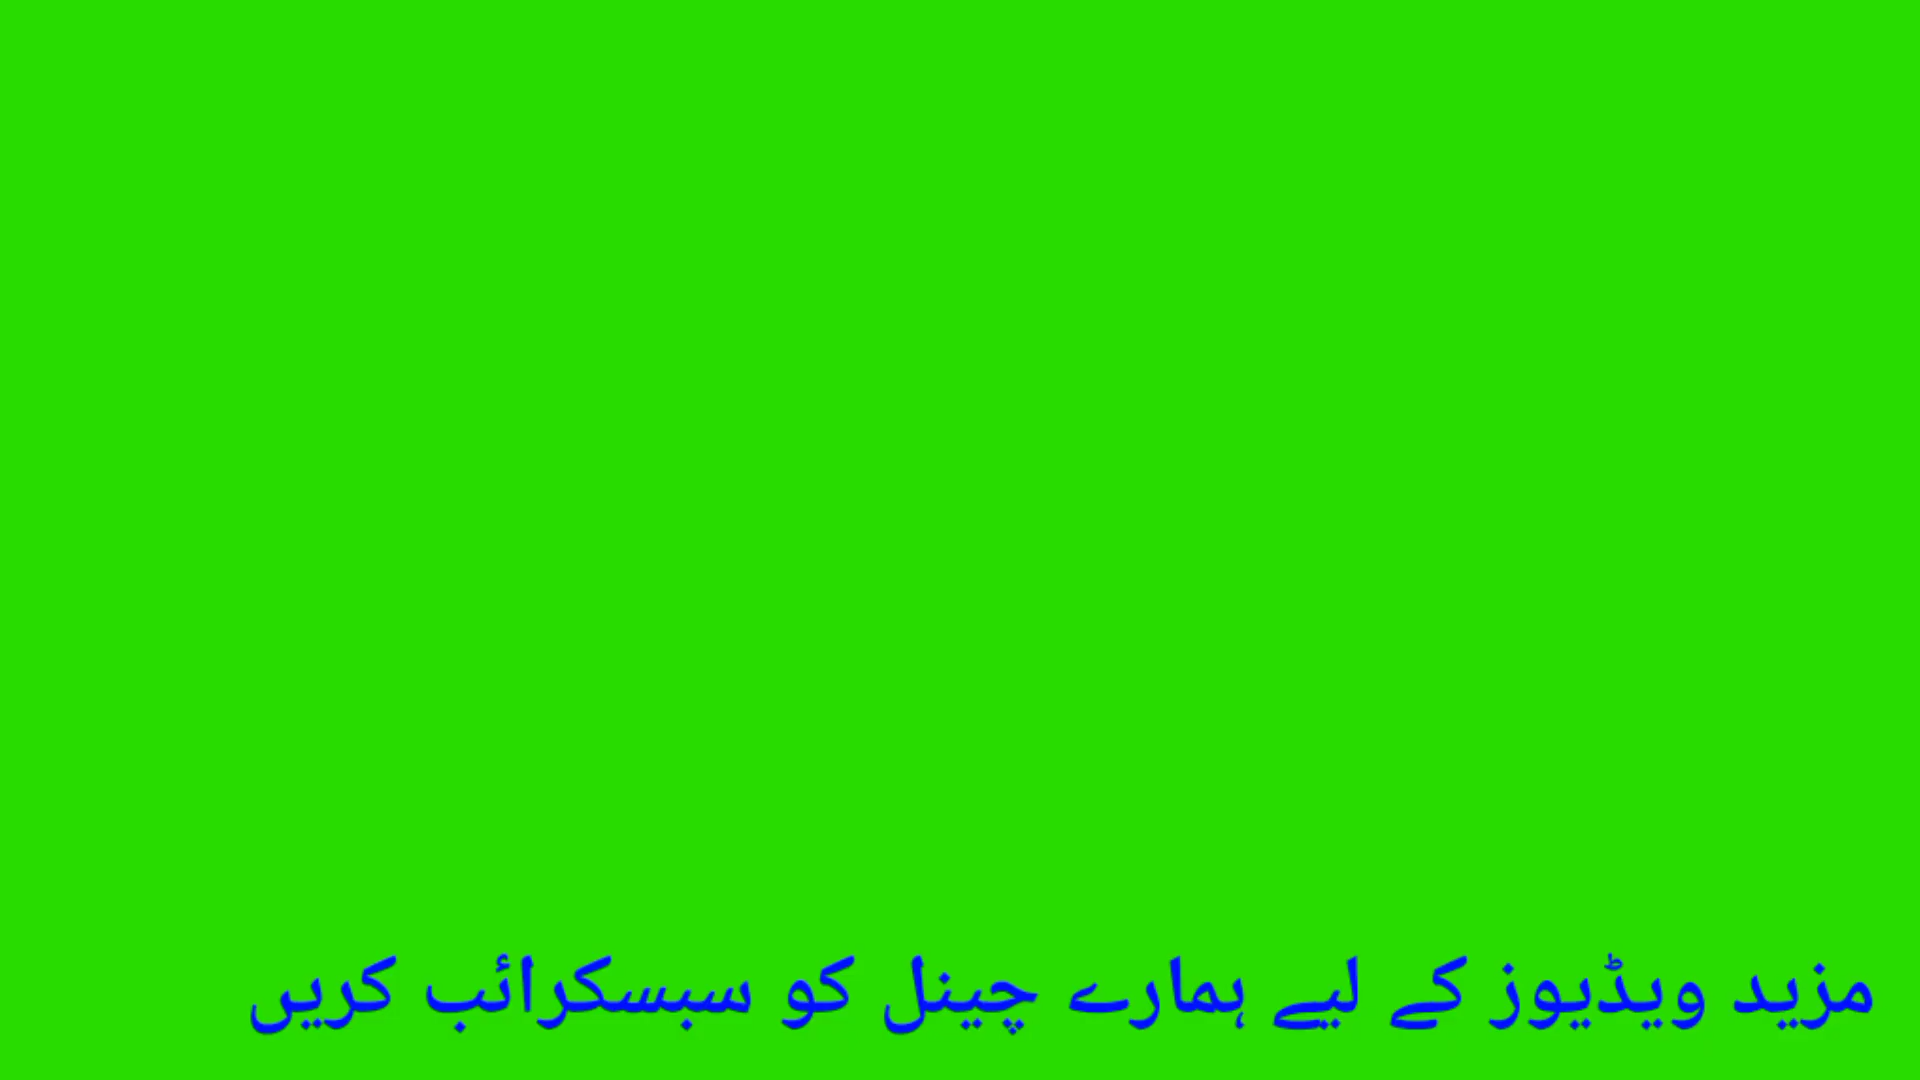 مزید ویڈیوز کے لیے ہمارے چینل کو سبسکرائب کریں